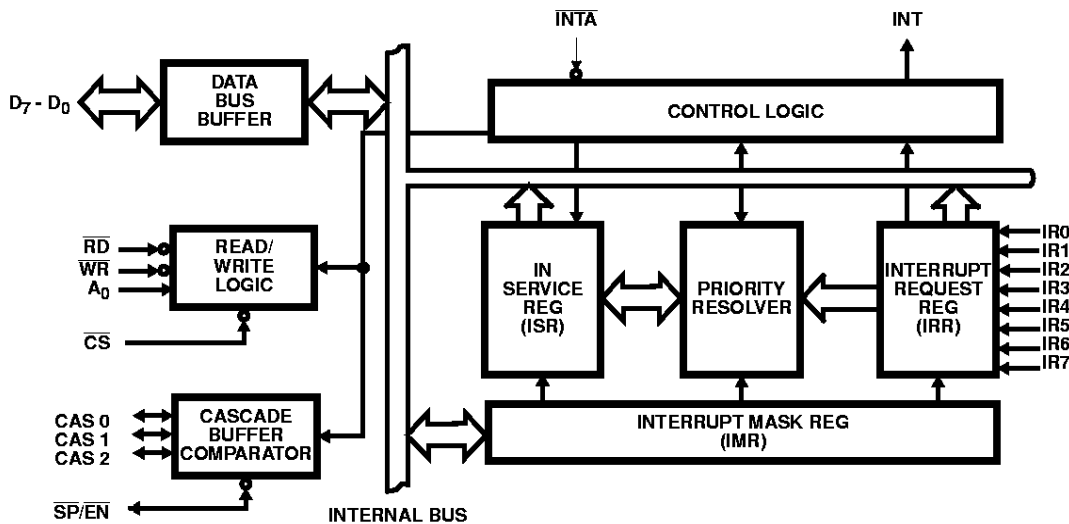 INTA
INT
D7 - D0
DATA
BUS
BUFFER
CONTROL LOGIC
RD
WR
A0
READ/
WRITE
LOGIC
CS
IN
SERVICE
REG
(ISR)
PRIORITY
RESOLVER
INTERRUPT
REQUEST
REG
(IRR)
IR0
IR1
IR2
IR3
IR4
IR5
IR6
IR7
CAS 0
CAS 1
CAS 2
CASCADE
BUFFER
COMPARATOR
INTERRUPT MASK REG
(IMR)
SP/EN
INTERNAL BUS